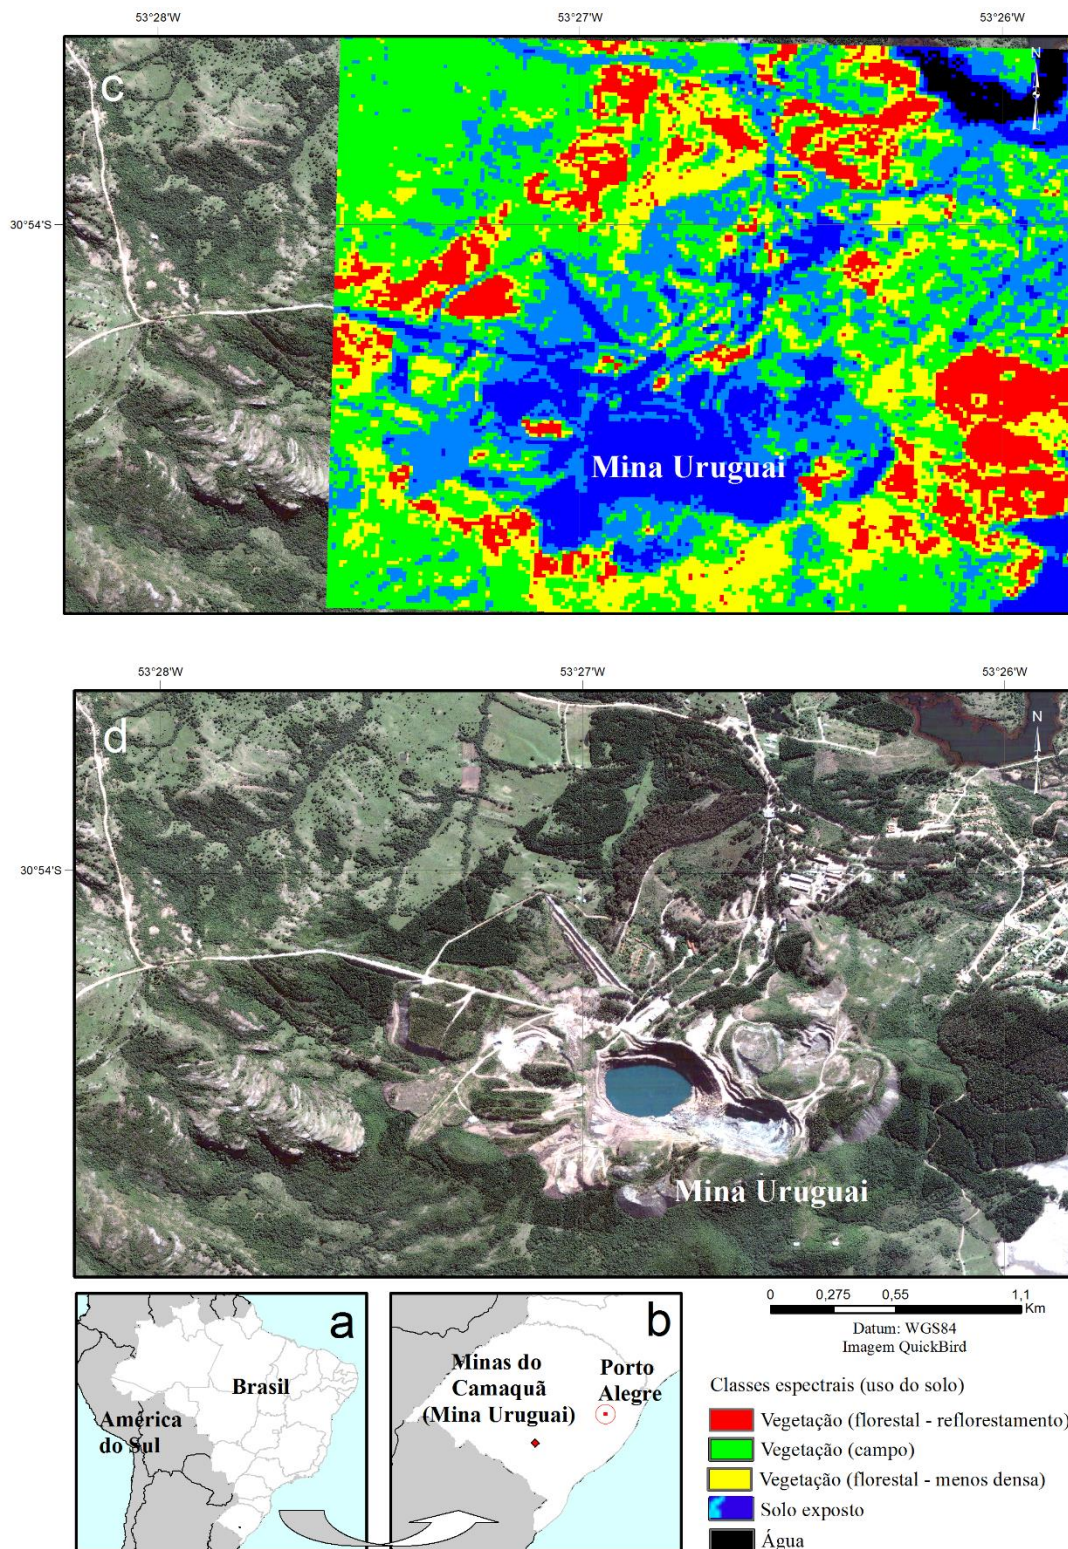 53°28'W 53°27'W 53°26'W
c
N
30°54'S
Mina Uruguai
53°28'W 53°27'W 53°26'W
d
N
30°54'S
Mina Uruguai
a
Brasil
América
do Sul
b
Minas do
Camaquã
(Mina Uruguai)
Porto
Alegre
0 0,275 0,55 1,1
Km
Datum: WGS84
Imagem QuickBird
Classes espectrais (uso do solo)
Vegetação (florestal - reflorestamento)
Vegetação (campo)
Vegetação (florestal - menos densa)
Solo exposto
Água